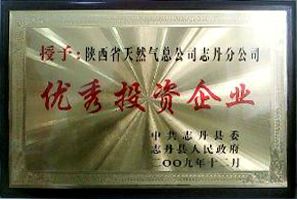 授予：陕西省天然气总公司志丹分公司
优秀投资企业
中共志丹县委
志丹县人民政府
二〇〇九年十二月